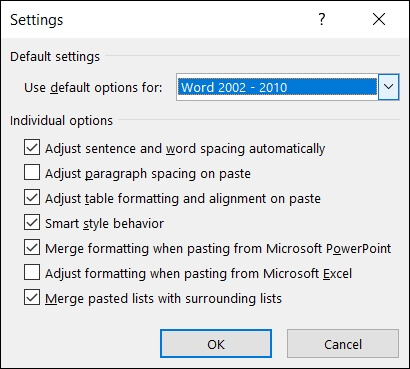 Settings
?
Default settings
Use default options for: Word 2002 - 2010
Individual options
Adjust sentence and word spacing automatically
Adjust paragraph spacing on paste
Adjust table formatting and alignment on paste
Smart style behavior
Merge formatting when pasting from Microsoft PowerPoint
Adjust formatting when pasting from Microsoft Excel
Merge pasted lists with surrounding lists
OK Cancel